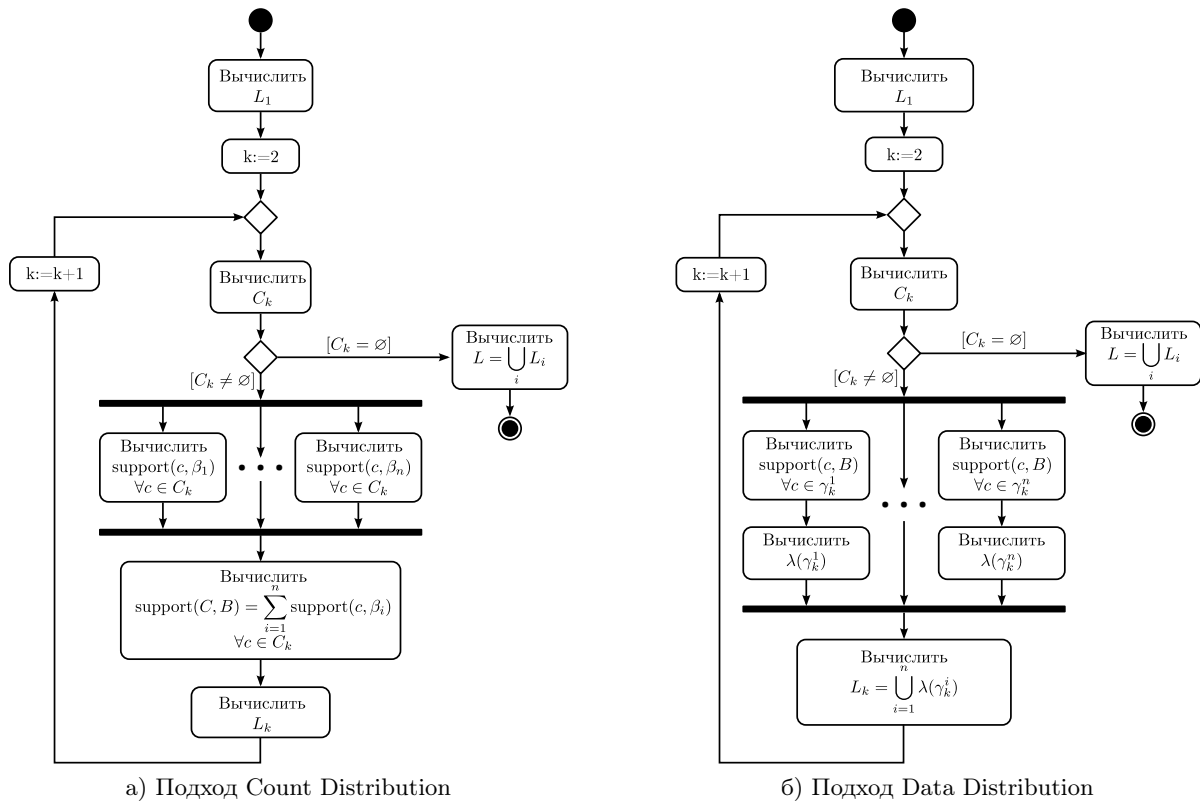 Вычислить
L₁
k:=2
k:=k+1
Вычислить
C_k
[C_k = ∅]
Вычислить
L = ⋃_i L_i
[C_k ≠ ∅]
Вычислить
support(c, β₁)
∀c ∈ C_k
• • •
Вычислить
support(c, β_n)
∀c ∈ C_k
Вычислить
support(C, B) = ∑_{i=1}^{n} support(c, β_i)
∀c ∈ C_k
Вычислить
L_k
а) Подход Count Distribution
Вычислить
L₁
k:=2
k:=k+1
Вычислить
C_k
[C_k = ∅]
Вычислить
L = ⋃_i L_i
[C_k ≠ ∅]
Вычислить
support(c, B)
∀c ∈ γ_k^1
• • •
Вычислить
support(c, B)
∀c ∈ γ_k^n
Вычислить
λ(γ_k^1)
Вычислить
λ(γ_k^n)
Вычислить
L_k = ⋃_{i=1}^{n} λ(γ_k^i)
б) Подход Data Distribution